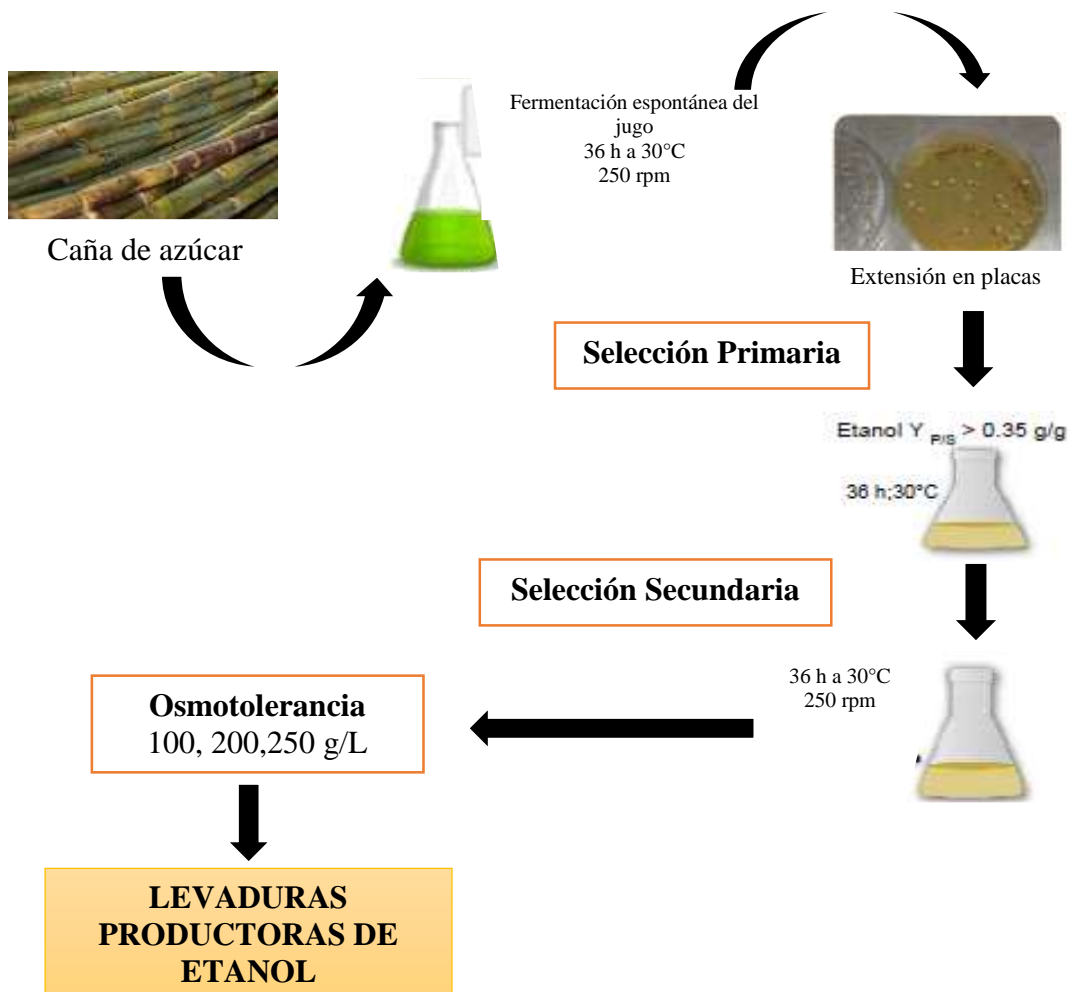 Caña de azúcar
Fermentación espontánea del
jugo
36 h a 30°C
250 rpm
Extensión en placas
Selección Primaria
Etanol Y P/S > 0.35 g/g
36 h;30°C
Selección Secundaria
36 h a 30°C
250 rpm
Osmotolerancia
100, 200,250 g/L
LEVADURAS
PRODUCTORAS DE
ETANOL